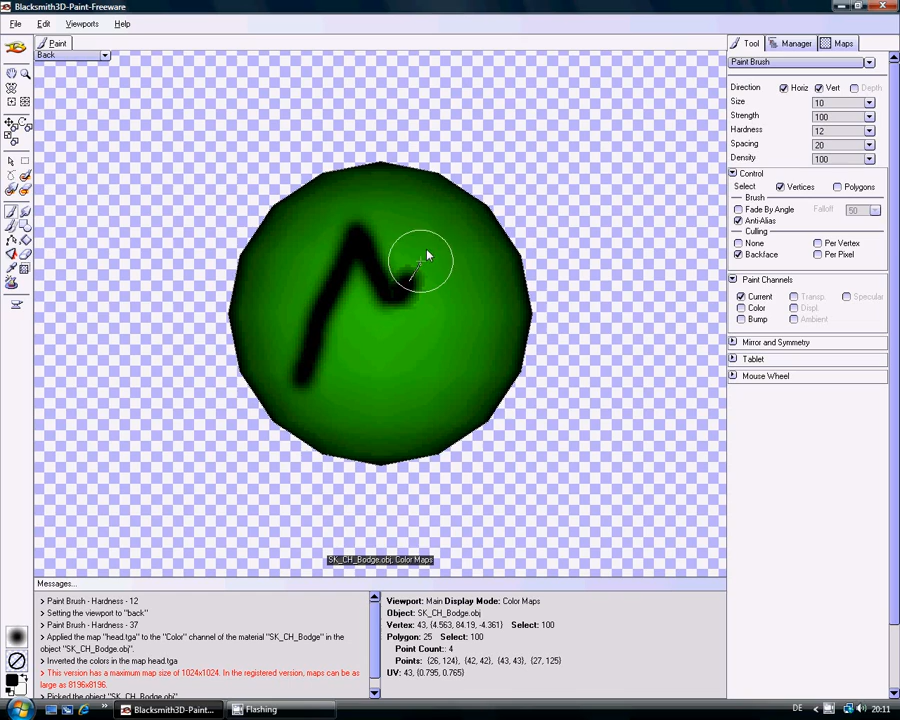 Blacksmith3D-Paint-Freeware
File Edit Viewports Help
Paint
Back
Tool Manager Maps
Paint Brush
Direction Horiz Vert Depth
Size 10
Strength 100
Hardness 12
Spacing 20
Density 100
Control
Select Vertices Polygons
Brush
Fade By Angle Falloff 50
Anti-Alias
Culling
None Per Vertex
Backface Per Pixel
Paint Channels
Current Transp. Specular
Color Displ.
Bump Ambient
Mirror and Symmetry
Tablet
Mouse Wheel
SK_CH_Bodge.obj, Color Maps
Messages...
> Paint Brush - Hardness - 12
> Setting the viewport to "back"
> Paint Brush - Hardness - 37
> Applied the map "head.tga" to the "Color" channel of the material "SK_CH_Bodge" in the
object "SK_CH_Bodge.obj".
> Inverted the colors in the map head.tga
> This version has a maximum map size of 1024x1024. In the registered version, maps can be as
large as 8196x8196.
> Picked the object "SK_CH_Bodge.obj"
Viewport: Main Display Mode: Color Maps
Object: SK_CH_Bodge.obj
Vertex: 43, (4.563, 84.19, -4.361) Select: 100
Polygon: 25 Select: 100
Point Count:: 4
Points: (26, 124) (42, 42) (43, 43) (27, 125)
UV: 43, (0.795, 0.765)
Blacksmith3D-Paint... Flashing DE 20:11